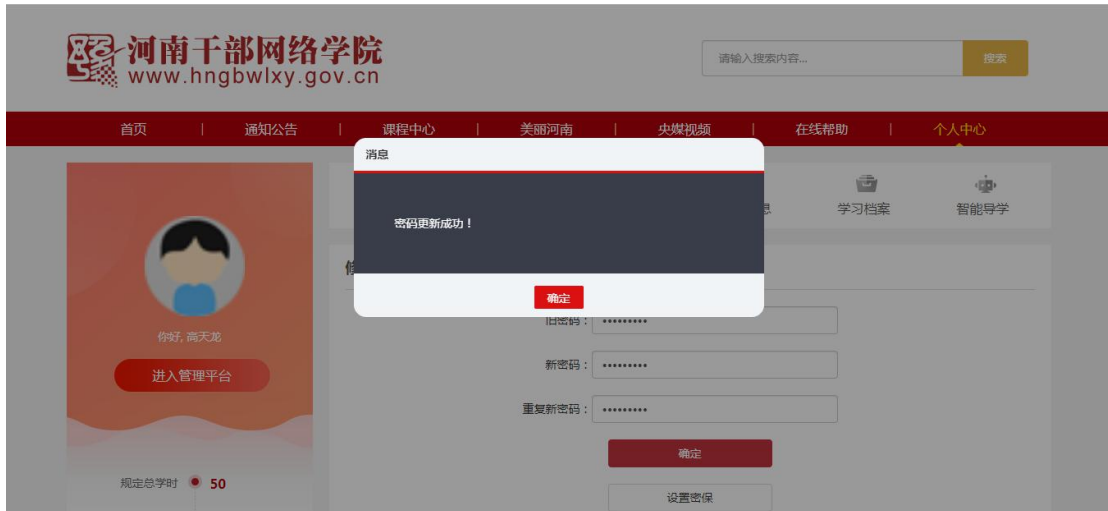 河南干部网络学院
www.hngbwlxy.gov.cn
请输入搜索内容...
搜索
首页 | 通知公告 | 课程中心 | 美丽河南 | 央媒视频 | 在线帮助 | 个人中心
消息
密码更新成功！
确定
学习档案
智能导学
你好, 高天龙
进入管理平台
旧密码：
新密码：
重复新密码：
确定
设置密保
规定总学时 50